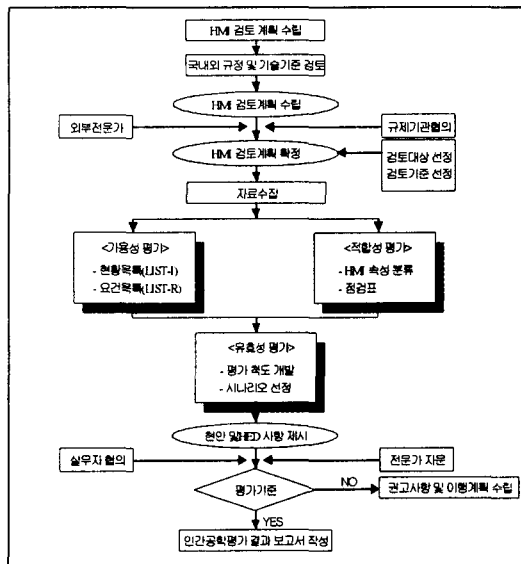 HMI 검토 계획 수립
국내외 규정 및 기술기준 검토
HMI 검토계획 수립
외부전문가
규제기관협의
HMI 검토계획 확정
검토대상 선정
검토기준 선정
자료수집
<가용성 평가>
- 현황목록(LIST-I)
- 요건목록(LIST-R)
<적합성 평가>
- HMI 속성 분류
- 점검표
<유효성 평가>
- 평가 척도 개발
- 시나리오 선정
현안 및HED 사항 제시
실무자 협의
전문가 자문
평가기준
NO
권고사항 및 이행계획 수립
YES
인간공학평가 결과 보고서 작성